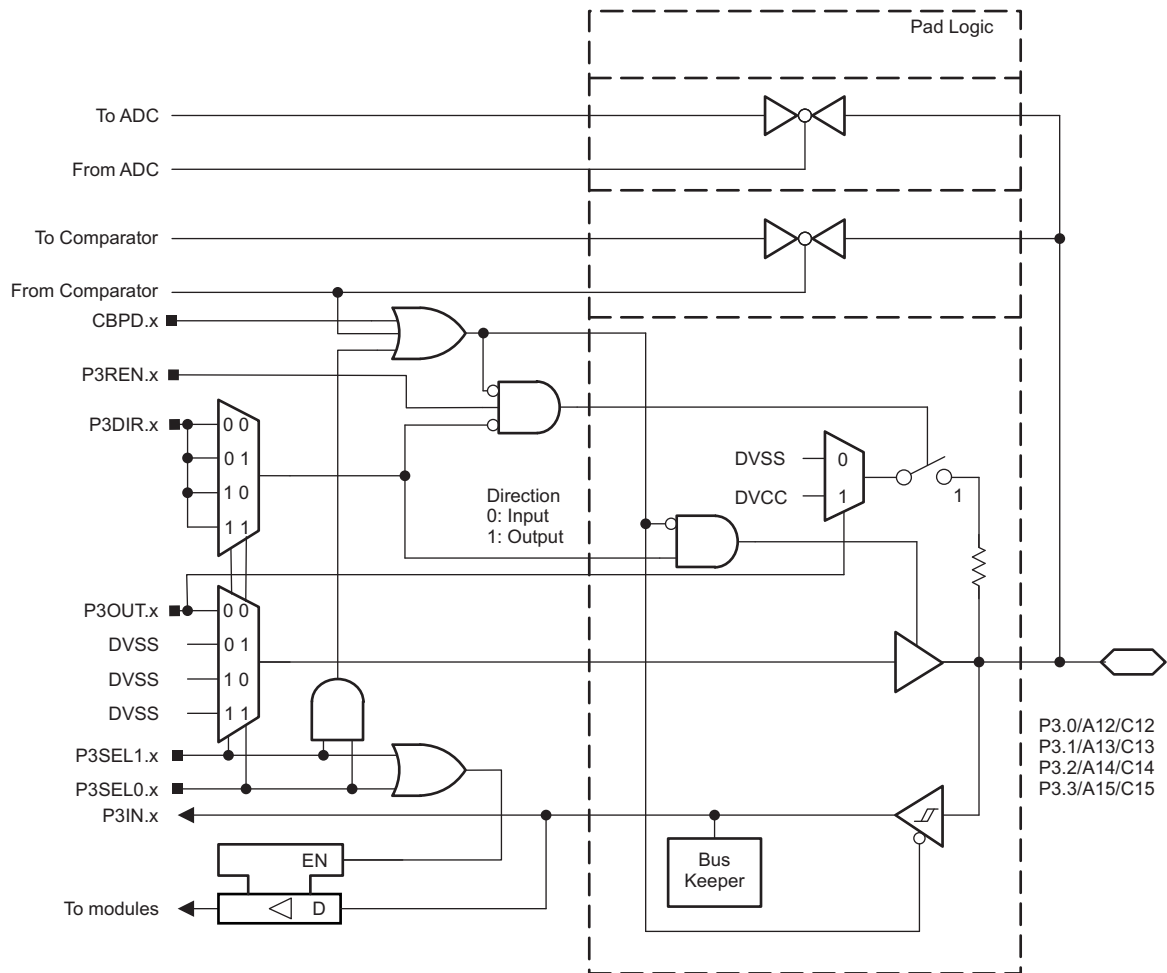 Pad Logic
To ADC
From ADC
To Comparator
From Comparator
CBPD.x
P3REN.x
P3DIR.x
0 0
0 1
1 0
1 1
Direction
0: Input
1: Output
DVSS
0
DVCC
1
1
P3OUT.x
0 0
DVSS
0 1
DVSS
1 0
DVSS
1 1
P3SEL1.x
P3SEL0.x
P3IN.x
P3.0/A12/C12
P3.1/A13/C13
P3.2/A14/C14
P3.3/A15/C15
Bus
Keeper
EN
To modules
D